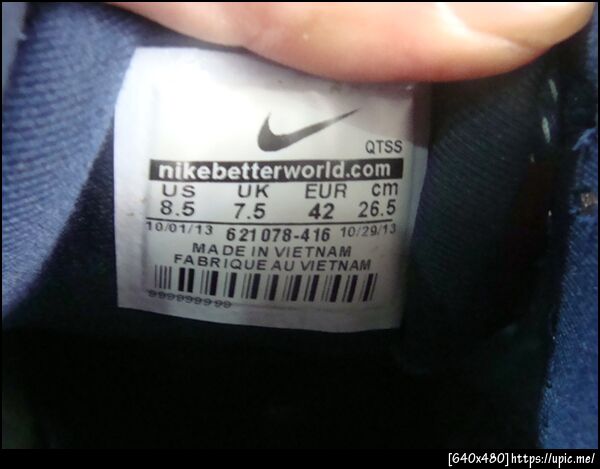 QTSS
nikebetterworld.com
US UK EUR cm
8.5 7.5 42 26.5
10/01/13 621078-416 10/29/13
MADE IN VIETNAM
FABRIQUE AU VIETNAM
999999999
[640x480]https://upic.me/